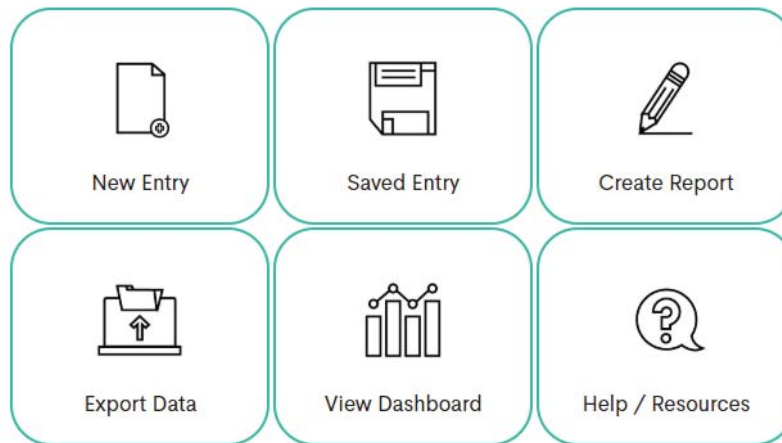 New Entry
Saved Entry
Create Report
Export Data
View Dashboard
Help / Resources